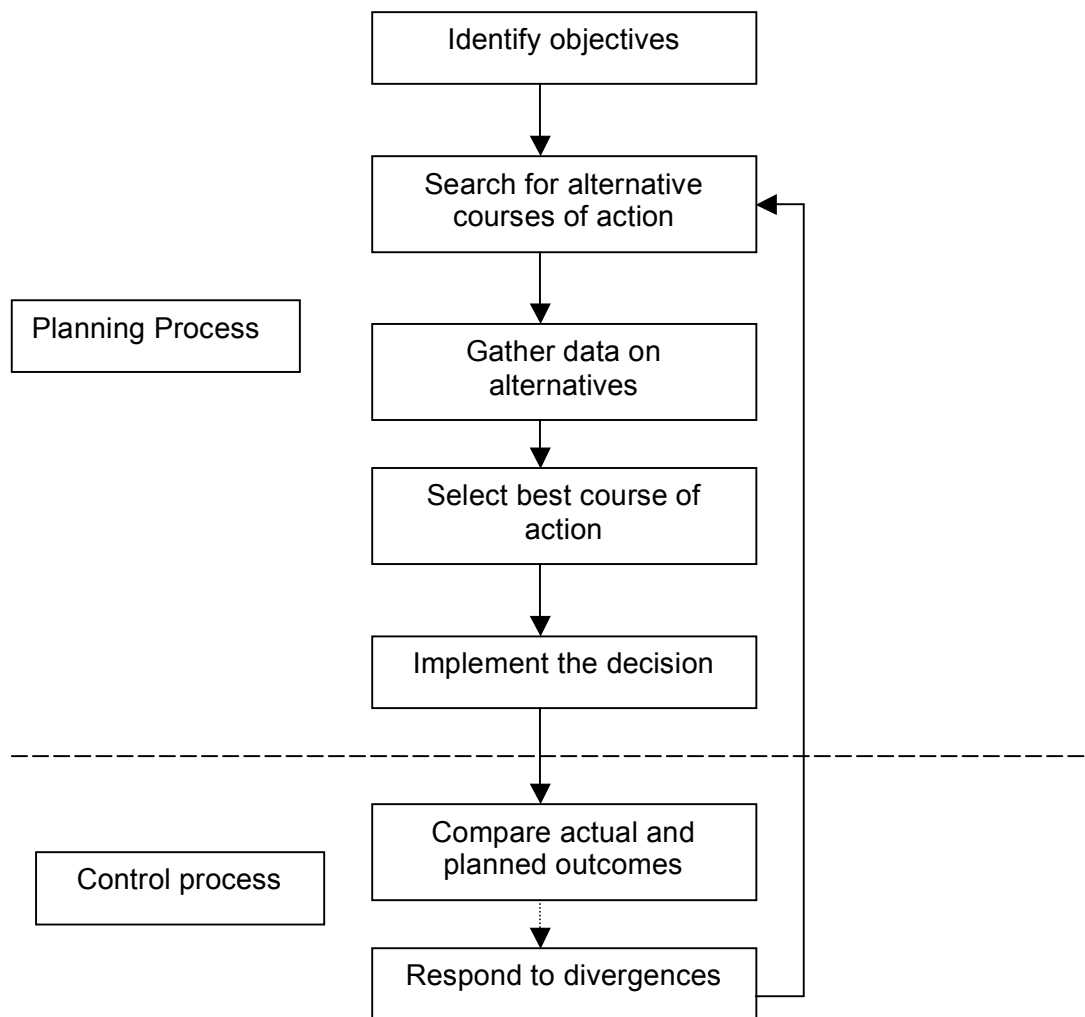 Identify objectives
Search for alternative
courses of action
Planning Process
Gather data on
alternatives
Select best course of
action
Implement the decision
Compare actual and
planned outcomes
Control process
Respond to divergences